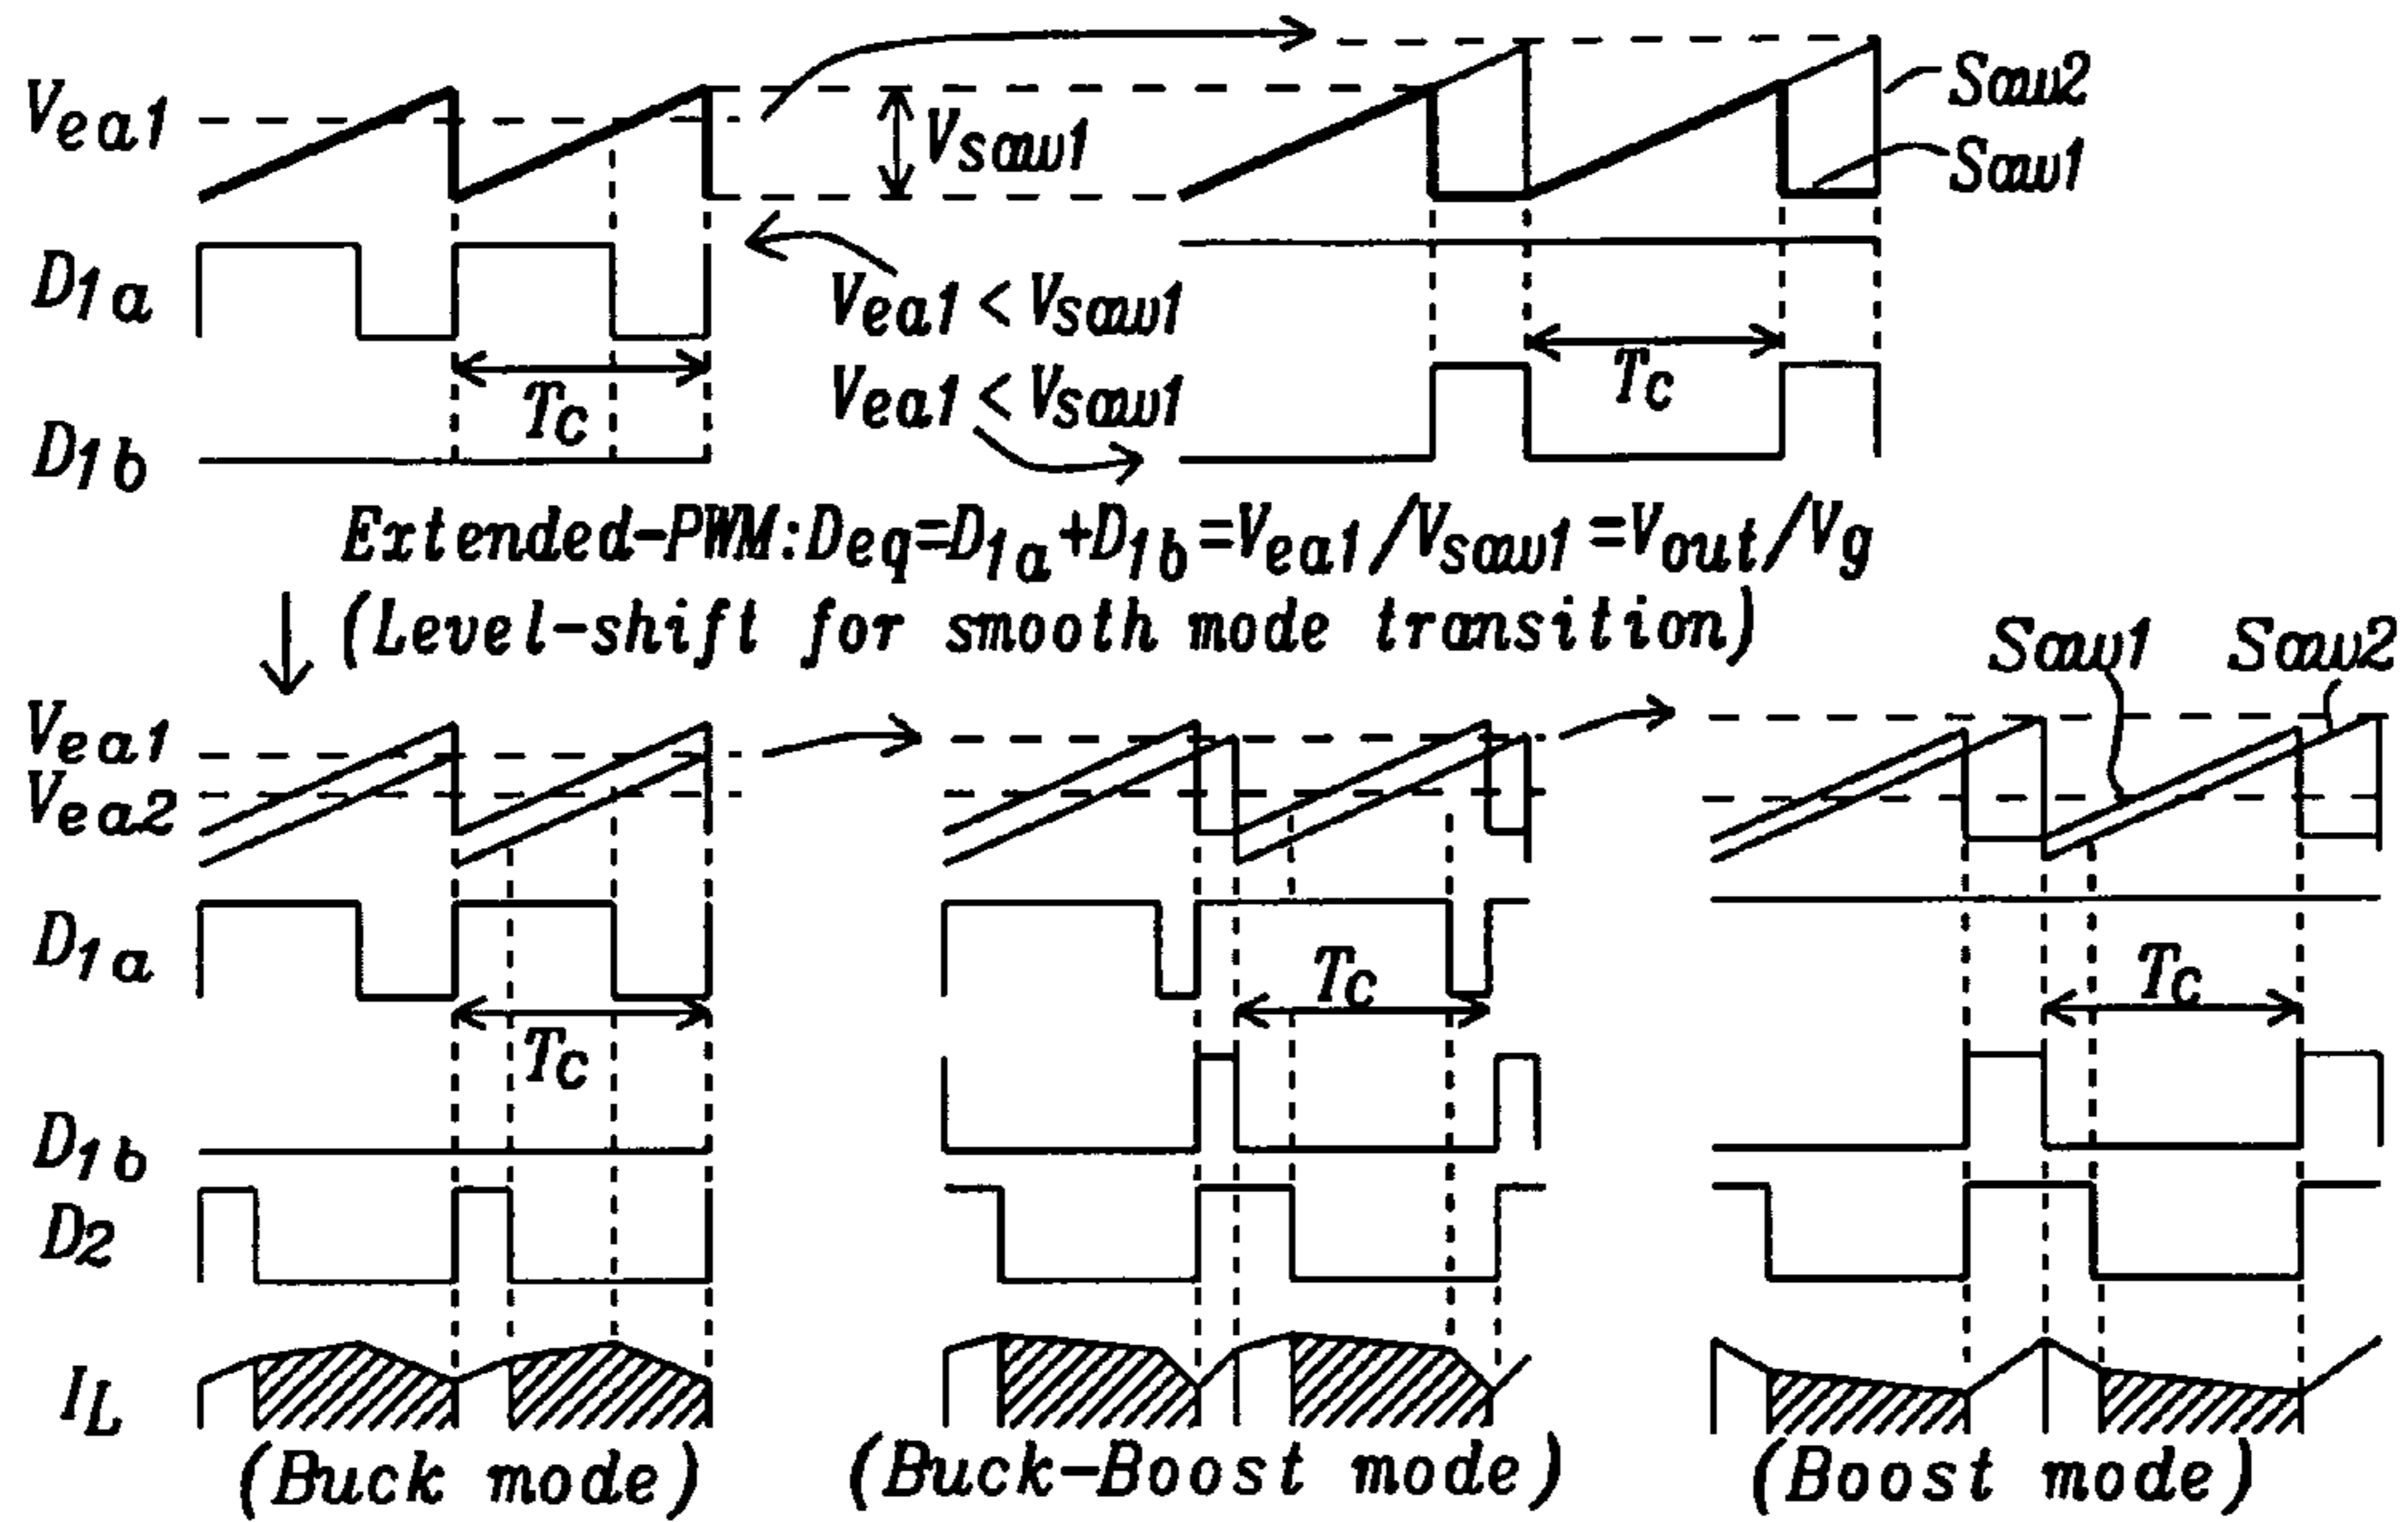 Vea1
Vsaw1
Saw2
Saw1
D1a
Vea1 < Vsaw1
Vea1 < Vsaw1
Tc
Tc
D1b
Extended-PWM:Deq=D1a+D1b=Vea1/Vsaw1=Vout/Vg
(Level-shift for smooth mode transition)
Saw1
Saw2
Vea1
Vea2
D1a
Tc
Tc
Tc
D1b
D2
IL
(Buck mode)
(Buck-Boost mode)
(Boost mode)